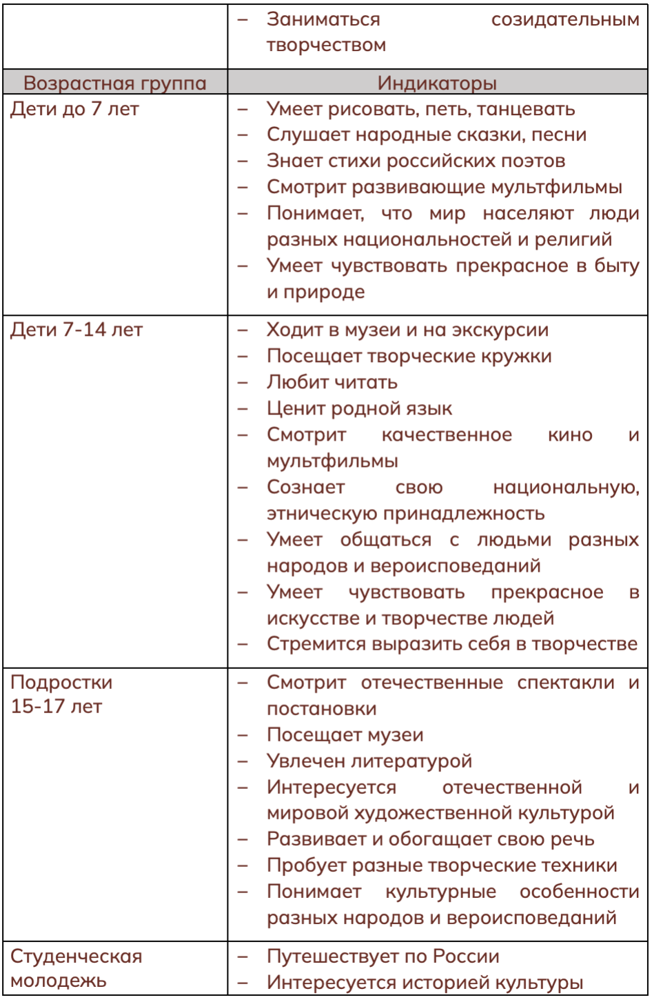 – Заниматься созидательным
творчеством
Возрастная группа Индикаторы
Дети до 7 лет
– Умеет рисовать, петь, танцевать
– Слушает народные сказки, песни
– Знает стихи российских поэтов
– Смотрит развивающие мультфильмы
– Понимает, что мир населяют люди
разных национальностей и религий
– Умеет чувствовать прекрасное в быту
и природе
Дети 7-14 лет
– Ходит в музеи и на экскурсии
– Посещает творческие кружки
– Любит читать
– Ценит родной язык
– Смотрит качественное кино и
мультфильмы
– Сознает свою национальную,
этническую принадлежность
– Умеет общаться с людьми разных
народов и вероисповеданий
– Умеет чувствовать прекрасное в
искусстве и творчестве людей
– Стремится выразить себя в творчестве
Подростки
15-17 лет
– Смотрит отечественные спектакли и
постановки
– Посещает музеи
– Увлечен литературой
– Интересуется отечественной и
мировой художественной культурой
– Развивает и обогащает свою речь
– Пробует разные творческие техники
– Понимает культурные особенности
разных народов и вероисповеданий
Студенческая
молодежь
– Путешествует по России
– Интересуется историей культуры